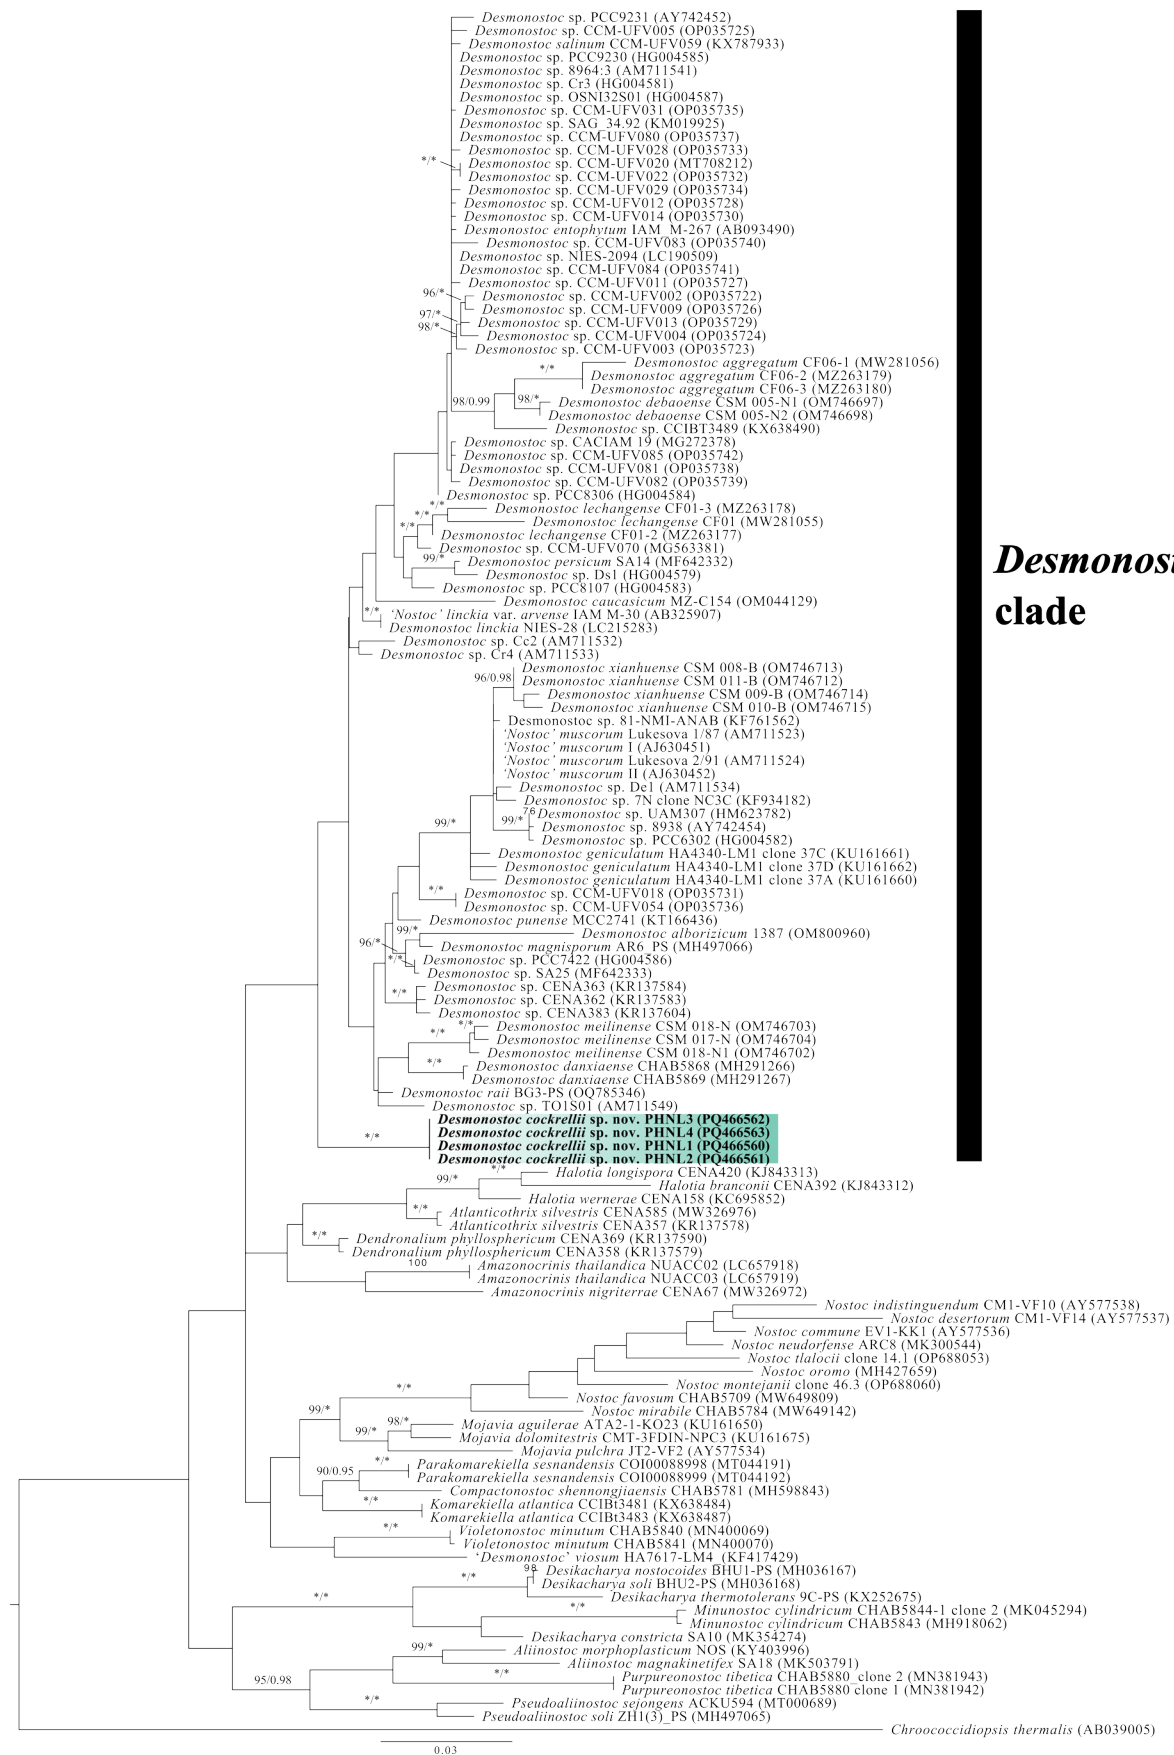 Desmonostoc sp. PCC9231 (AY742452)
Desmonostoc sp. CCM-UFV005 (OP035725)
Desmonostoc salinum CCM-UFV059 (KX787933)
Desmonostoc sp. PCC9230 (HG004585)
Desmonostoc sp. 8964:3 (AM711541)
Desmonostoc sp. Cr3 (HG004581)
Desmonostoc sp. OSNI32S01 (HG004587)
Desmonostoc sp. CCM-UFV031 (OP035735)
Desmonostoc sp. SAG_34.92 (KM019925)
Desmonostoc sp. CCM-UFV080 (OP035737)
Desmonostoc sp. CCM-UFV028 (OP035733)
*/* Desmonostoc sp. CCM-UFV020 (MT708212)
Desmonostoc sp. CCM-UFV022 (OP035732)
Desmonostoc sp. CCM-UFV029 (OP035734)
Desmonostoc sp. CCM-UFV012 (OP035728)
Desmonostoc sp. CCM-UFV014 (OP035730)
Desmonostoc entophytum IAM_M-267 (AB093490)
Desmonostoc sp. CCM-UFV083 (OP035740)
Desmonostoc sp. NIES-2094 (LC190509)
Desmonostoc sp. CCM-UFV084 (OP035741)
Desmonostoc sp. CCM-UFV011 (OP035727)
96/* Desmonostoc sp. CCM-UFV002 (OP035722)
Desmonostoc sp. CCM-UFV009 (OP035726)
97/* Desmonostoc sp. CCM-UFV013 (OP035729)
98/* Desmonostoc sp. CCM-UFV004 (OP035724)
Desmonostoc sp. CCM-UFV003 (OP035723)
*/* Desmonostoc aggregatum CF06-1 (MW281056)
Desmonostoc aggregatum CF06-2 (MZ263179)
Desmonostoc aggregatum CF06-3 (MZ263180)
98/0.99 98/* Desmonostoc debaoense CSM 005-N1 (OM746697)
Desmonostoc debaoense CSM 005-N2 (OM746698)
Desmonostoc sp. CCIBT3489 (KX638490)
Desmonostoc sp. CACIAM 19 (MG272378)
Desmonostoc sp. CCM-UFV085 (OP035742)
Desmonostoc sp. CCM-UFV081 (OP035738)
Desmonostoc sp. CCM-UFV082 (OP035739)
Desmonostoc sp. PCC8306 (HG004584)
*/* Desmonostoc lechangense CF01-3 (MZ263178)
*/* Desmonostoc lechangense CF01 (MW281055)
*/* Desmonostoc lechangense CF01-2 (MZ263177)
Desmonostoc sp. CCM-UFV070 (MG563381)
99/* Desmonostoc persicum SA14 (MF642332)
Desmonostoc sp. Ds1 (HG004579)
Desmonostoc sp. PCC8107 (HG004583)
Desmonostoc caucasicum MZ-C154 (OM044129)
*/* 'Nostoc' linckia var. arvense IAM M-30 (AB325907)
Desmonostoc linckia NIES-28 (LC215283)
Desmonostoc sp. Cc2 (AM711532)
Desmonostoc sp. Cr4 (AM711533)
Desmonostoc xianhuense CSM 008-B (OM746713)
96/0.98 Desmonostoc xianhuense CSM 011-B (OM746712)
Desmonostoc xianhuense CSM 009-B (OM746714)
Desmonostoc xianhuense CSM 010-B (OM746715)
Desmonostoc sp. 81-NMI-ANAB (KF761562)
'Nostoc' muscorum Lukesova 1/87 (AM711523)
'Nostoc' muscorum I (AJ630451)
'Nostoc' muscorum Lukesova 2/91 (AM711524)
'Nostoc' muscorum II (AJ630452)
Desmonostoc sp. De1 (AM711534)
Desmonostoc sp. 7N clone NC3C (KF934182)
76 Desmonostoc sp. UAM307 (HM623782)
99/* 99/* Desmonostoc sp. 8938 (AY742454)
Desmonostoc sp. PCC6302 (HG004582)
Desmonostoc geniculatum HA4340-LM1 clone 37C (KU161661)
Desmonostoc geniculatum HA4340-LM1 clone 37D (KU161662)
Desmonostoc geniculatum HA4340-LM1 clone 37A (KU161660)
*/* Desmonostoc sp. CCM-UFV018 (OP035731)
Desmonostoc sp. CCM-UFV054 (OP035736)
Desmonostoc punense MCC2741 (KT166436)
99/* Desmonostoc alborizicum 1387 (OM800960)
96/* Desmonostoc magnisporum AR6_PS (MH497066)
*/* Desmonostoc sp. PCC7422 (HG004586)
Desmonostoc sp. SA25 (MF642333)
Desmonostoc sp. CENA363 (KR137584)
*/* Desmonostoc sp. CENA362 (KR137583)
Desmonostoc sp. CENA383 (KR137604)
*/* Desmonostoc meilinense CSM 018-N (OM746703)
*/* Desmonostoc meilinense CSM 017-N (OM746704)
Desmonostoc meilinense CSM 018-N1 (OM746702)
*/* Desmonostoc danxiaense CHAB5868 (MH291266)
Desmonostoc danxiaense CHAB5869 (MH291267)
Desmonostoc raii BG3-PS (OQ785346)
Desmonostoc sp. TO1S01 (AM711549)
Desmonostoc cockrellii sp. nov. PHNL3 (PQ466562)
Desmonostoc cockrellii sp. nov. PHNL4 (PQ466563)
*/* Desmonostoc cockrellii sp. nov. PHNL1 (PQ466560)
Desmonostoc cockrellii sp. nov. PHNL2 (PQ466561)
Desmonost
clade
*/* Halotia longispora CENA420 (KJ843313)
99/* Halotia branconii CENA392 (KJ843312)
Halotia wernerae CENA158 (KC695852)
*/* Atlanticothrix silvestris CENA585 (MW326976)
Atlanticothrix silvestris CENA357 (KR137578)
*/* Dendronalium phyllosphericum CENA369 (KR137590)
Dendronalium phyllosphericum CENA358 (KR137579)
100 Amazonocrinis thailandica NUACC02 (LC657918)
Amazonocrinis thailandica NUACC03 (LC657919)
Amazonocrinis nigriterrae CENA67 (MW326972)
Nostoc indistinguendum CM1-VF10 (AY577538)
Nostoc desertorum CM1-VF14 (AY577537)
Nostoc commune EV1-KK1 (AY577536)
Nostoc neudorfense ARC8 (MK300544)
Nostoc tlalocii clone 14.1 (OP688053)
Nostoc oromo (MH427659)
Nostoc montejanii clone 46.3 (OP688060)
*/* Nostoc favosum CHAB5709 (MW649809)
99/* Nostoc mirabile CHAB5784 (MW649142)
98/* Mojavia aguilerae ATA2-1-KO23 (KU161650)
99/* Mojavia dolomitestris CMT-3FDIN-NPC3 (KU161675)
Mojavia pulchra JT2-VF2 (AY577534)
*/* Parakomarekiella sesnandensis COI00088998 (MT044191)
90/0.95 Parakomarekiella sesnandensis COI00088999 (MT044192)
Compactonostoc shennongjiaensis CHAB5781 (MH598843)
*/* Komarekiella atlantica CCIBt3481 (KX638484)
Komarekiella atlantica CCIBt3483 (KX638487)
*/* Violetonostoc minutum CHAB5840 (MN400069)
Violetonostoc minutum CHAB5841 (MN400070)
'Desmonostoc' viosum HA7617-LM4_(KF417429)
98 Desikacharya nostocoides BHU1-PS (MH036167)
*/* Desikacharya soli BHU2-PS (MH036168)
*/* Desikacharya thermotolerans 9C-PS (KX252675)
*/* Minunostoc cylindricum CHAB5844-1 clone 2 (MK045294)
Minunostoc cylindricum CHAB5843 (MH918062)
Desikacharya constricta SA10 (MK354274)
99/* Aliinostoc morphoplasticum NOS (KY403996)
Aliinostoc magnakinetifex SA18 (MK503791)
95/0.98 */* Purpureonostoc tibetica CHAB5880_clone 2 (MN381943)
Purpureonostoc tibetica CHAB5880 clone 1 (MN381942)
*/* Pseudoaliinostoc sejongens ACKU594 (MT000689)
Pseudoaliinostoc soli ZH1(3)_PS (MH497065)
Chroococcidiopsis thermalis (AB039005)
0.03